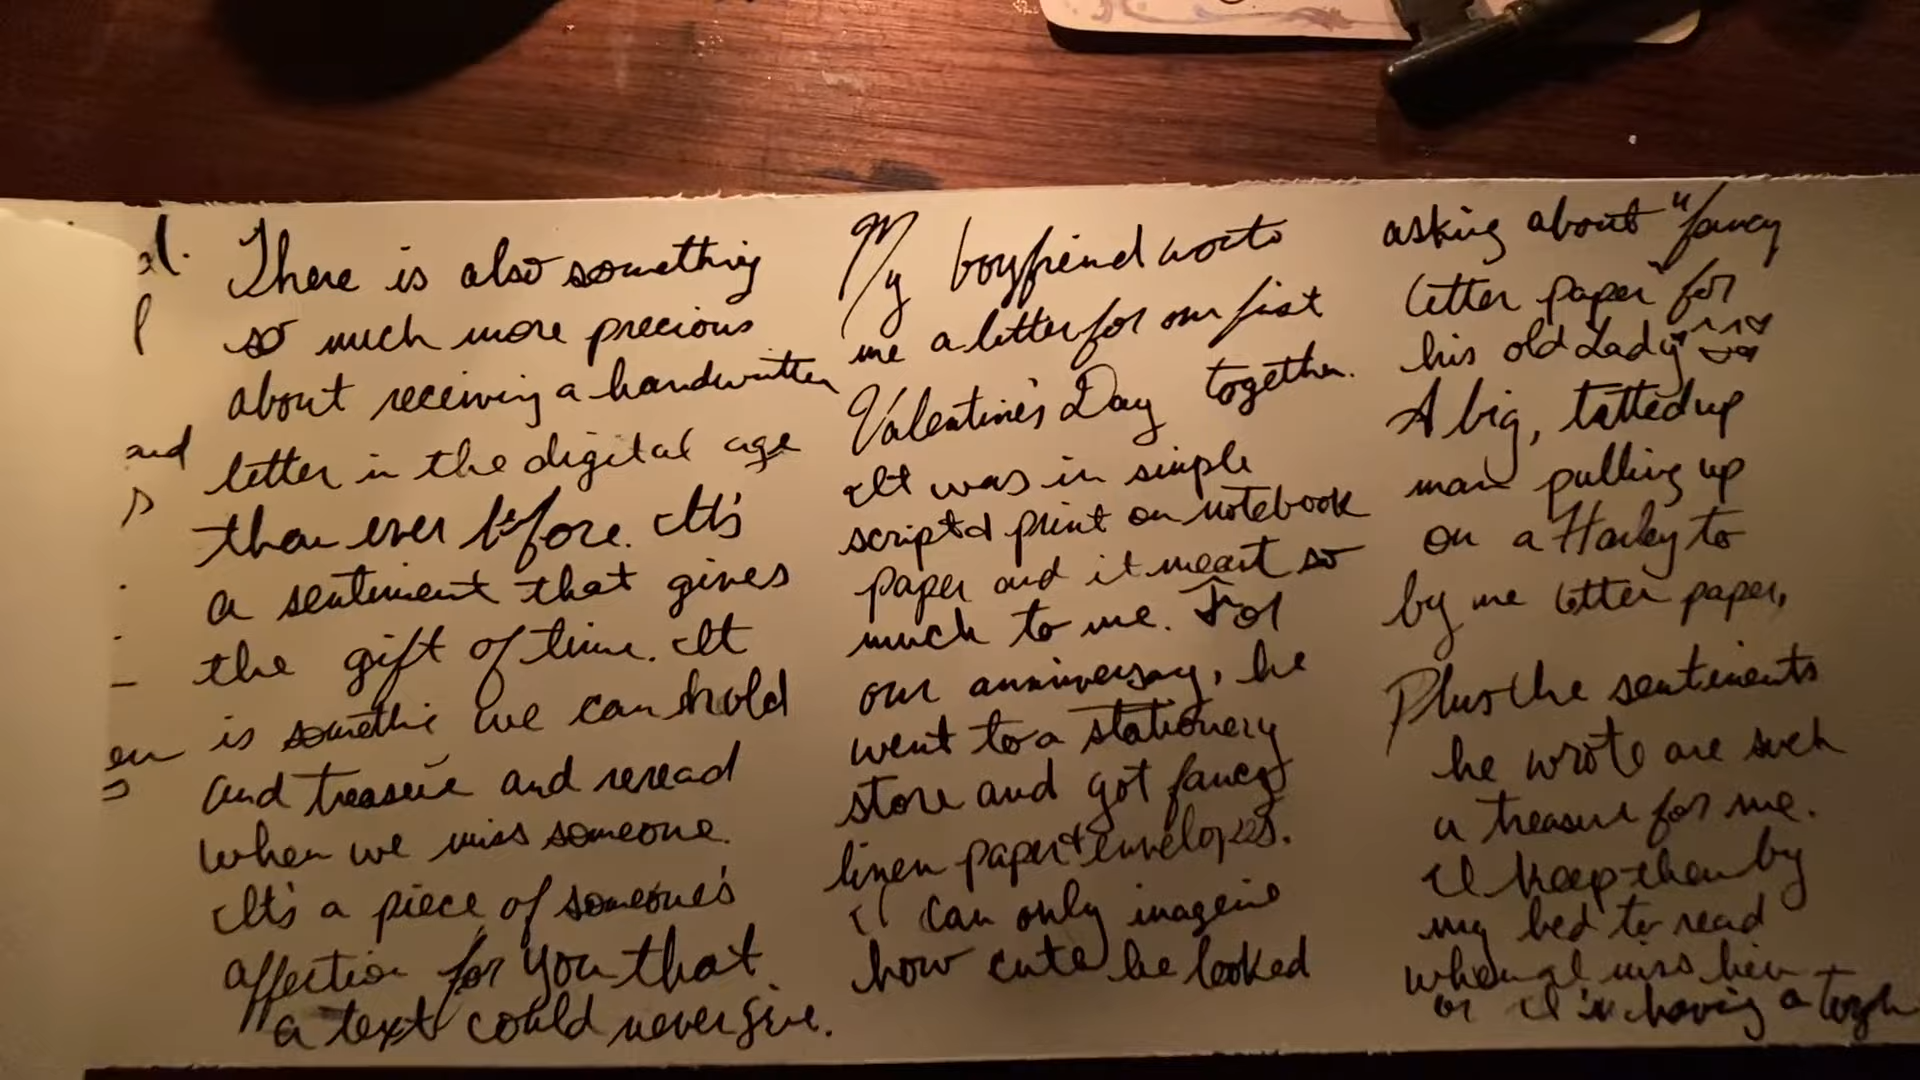 d.
and
There is also something
so much more precious
about receiving a handwritten
letter in the digital age
than ever before. It's
a sentiment that gives
the gift of time. It
is somethi we can hold
and treasure and reread
when we miss someone.
It's a piece of someone's
affection for you that
a text could never give.
My boyfriend wrote
me a letter for our first
Valentine's Day together.
It was in simple
script & print on notebook
paper and it meant so
much to me. For
our anniversary, he
went to a stationery
store and got fancy
linen paper & envelopes.
I can only imagine
how cute he looked
asking about "fancy
letter paper" for
his old Lady
A big, tatted up
man pulling up
on a Harley to
by me letter paper,
Plus the sentiments
he wrote are such
a treasure for me.
I keep them by
my bed to read
when I miss him
or I'm having a tough